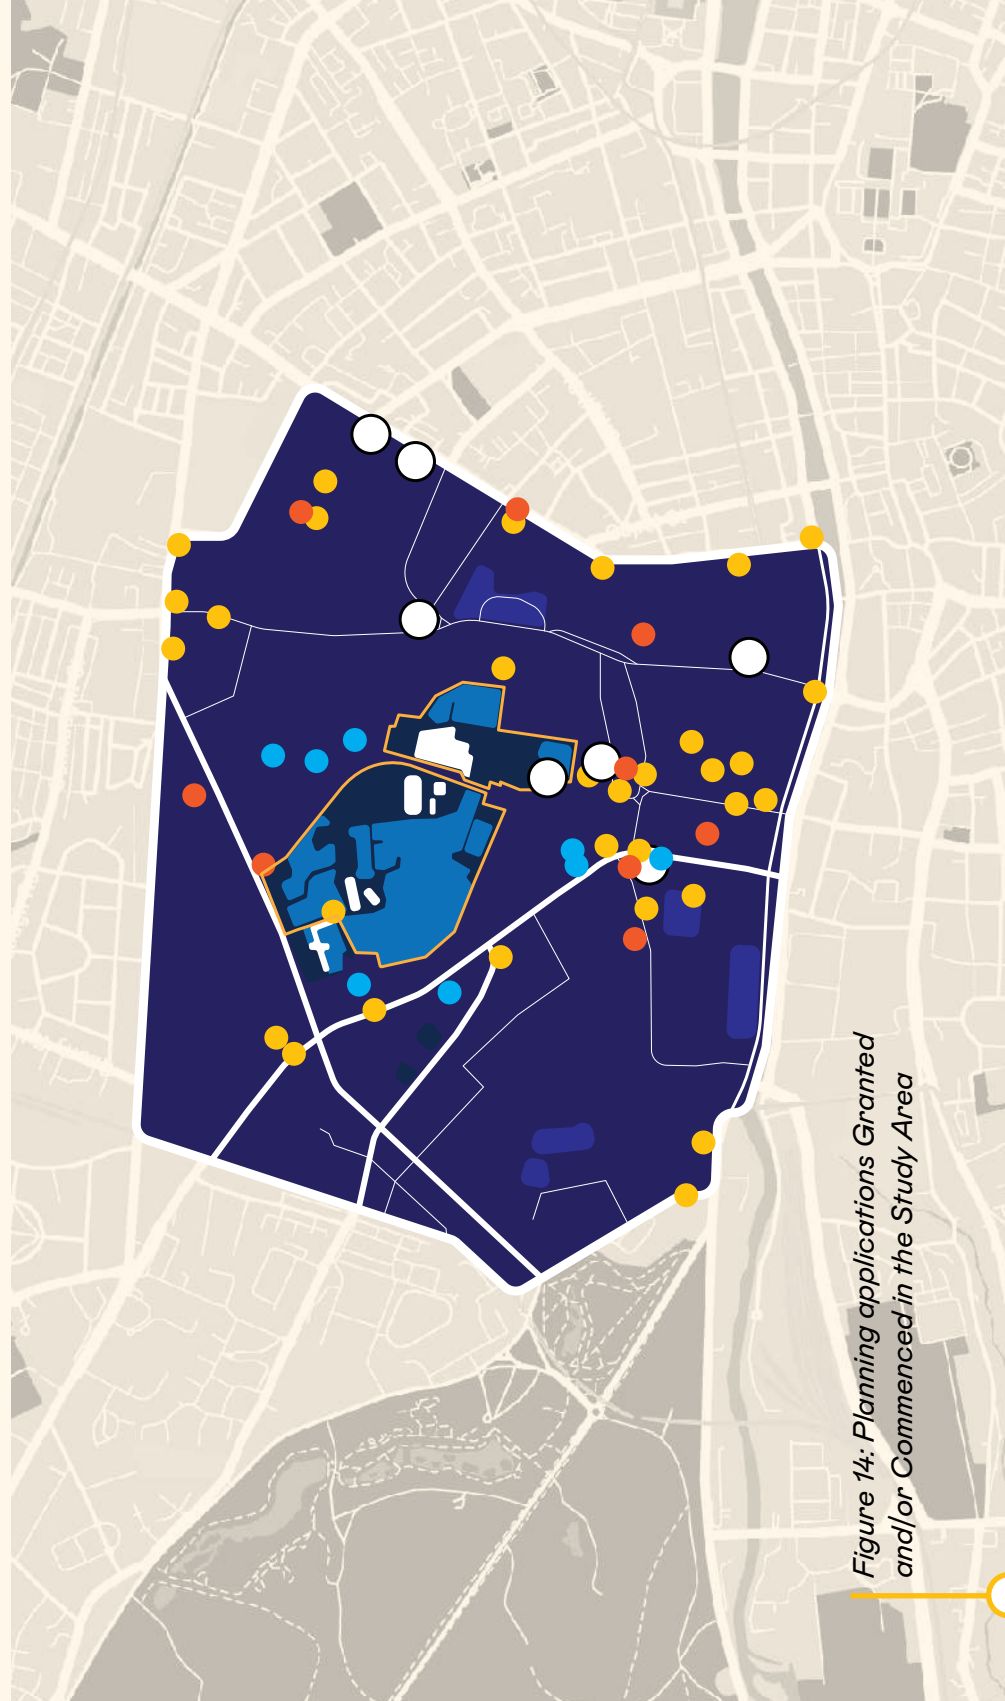 Figure 14: Planning applications Granted
and/or Commenced in the Study Area